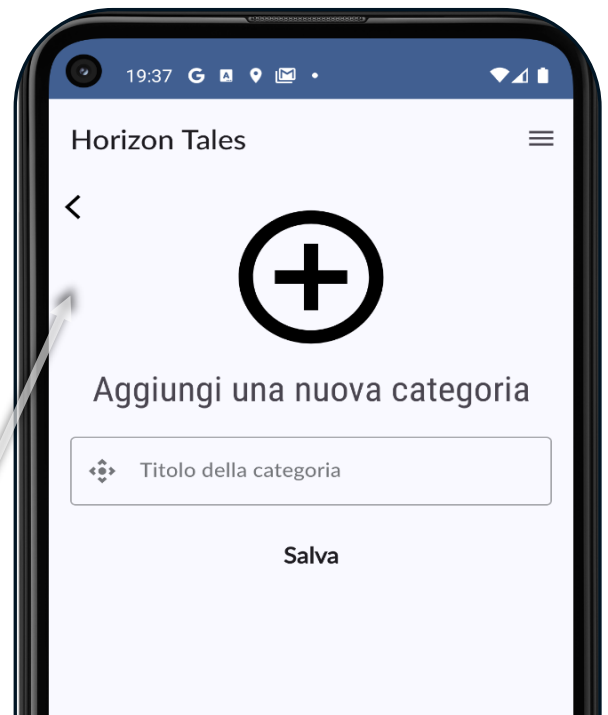 19:37 G
Horizon Tales
Aggiungi una nuova categoria
Titolo della categoria
Salva